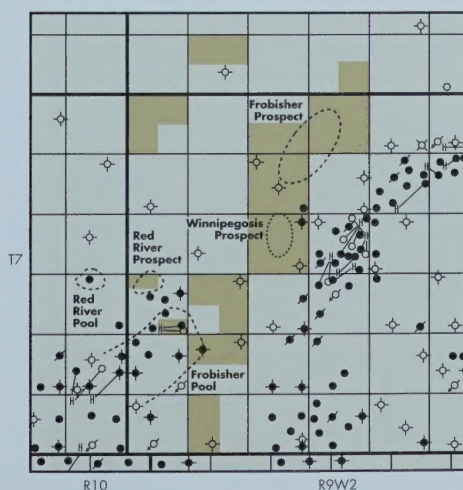 Frobisher
Prospect
Winnipegosis
Prospect
Red
River
Prospect
T7
Red
River
Pool
Frobisher
Pool
R10
R9W2